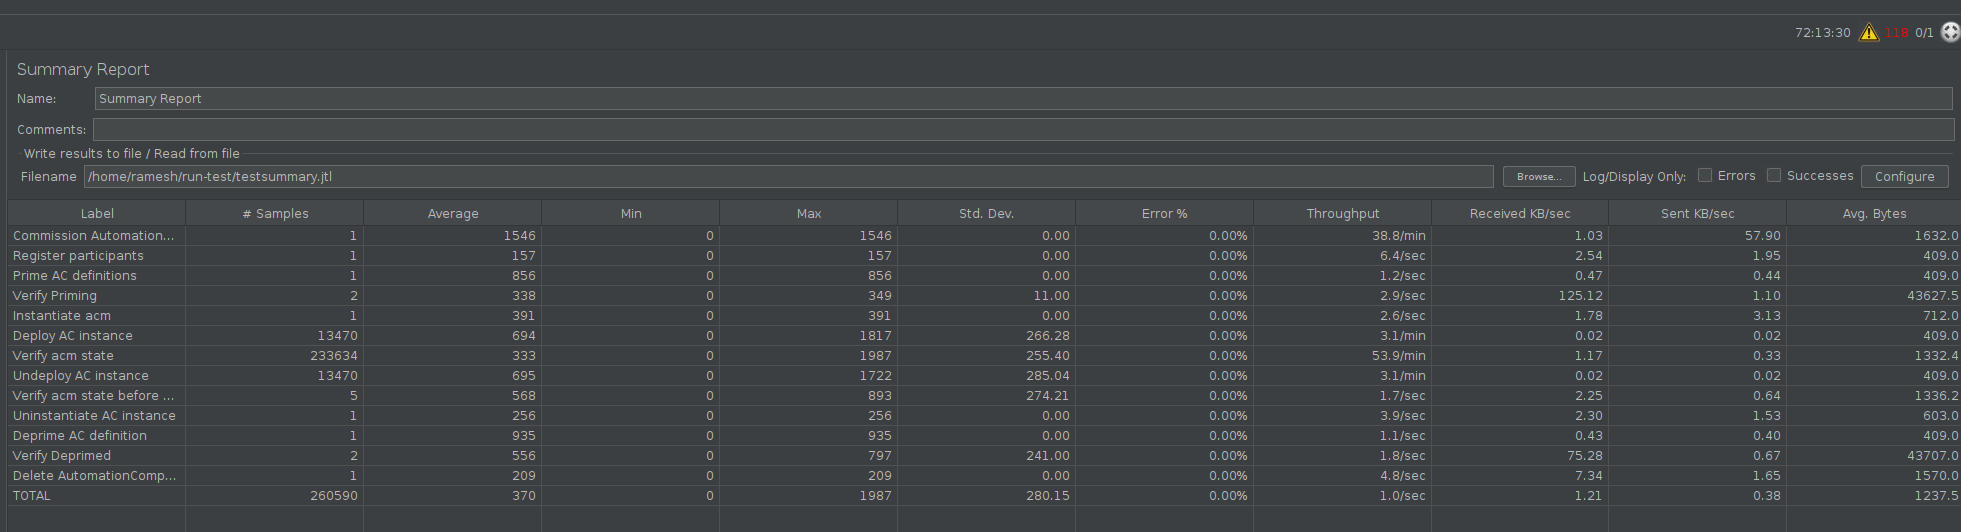 72:13:30 118 0/1
Summary Report
Name: Summary Report
Comments:
Write results to file / Read from file
Filename /home/ramesh/run-test/testsummary.jtl Browse... Log/Display Only: Errors Successes Configure
Label # Samples Average Min Max Std. Dev. Error % Throughput Received KB/sec Sent KB/sec Avg. Bytes
Commission Automation... 1 1546 0 1546 0.00 0.00% 38.8/min 1.03 57.90 1632.0
Register participants 1 157 0 157 0.00 0.00% 6.4/sec 2.54 1.95 409.0
Prime AC definitions 1 856 0 856 0.00 0.00% 1.2/sec 0.47 0.44 409.0
Verify Priming 2 338 0 349 11.00 0.00% 2.9/sec 125.12 1.10 43627.5
Instantiate acm 1 391 0 391 0.00 0.00% 2.6/sec 1.78 3.13 712.0
Deploy AC instance 13470 694 0 1817 266.28 0.00% 3.1/min 0.02 0.02 409.0
Verify acm state 233634 333 0 1987 255.40 0.00% 53.9/min 1.17 0.33 1332.4
Undeploy AC instance 13470 695 0 1722 285.04 0.00% 3.1/min 0.02 0.02 409.0
Verify acm state before ... 5 568 0 893 274.21 0.00% 1.7/sec 2.25 0.64 1336.2
Uninstantiate AC instance 1 256 0 256 0.00 0.00% 3.9/sec 2.30 1.53 603.0
Deprime AC definition 1 935 0 935 0.00 0.00% 1.1/sec 0.43 0.40 409.0
Verify Deprimed 2 556 0 797 241.00 0.00% 1.8/sec 75.28 0.67 43707.0
Delete AutomationComp... 1 209 0 209 0.00 0.00% 4.8/sec 7.34 1.65 1570.0
TOTAL 260590 370 0 1987 280.15 0.00% 1.0/sec 1.21 0.38 1237.5